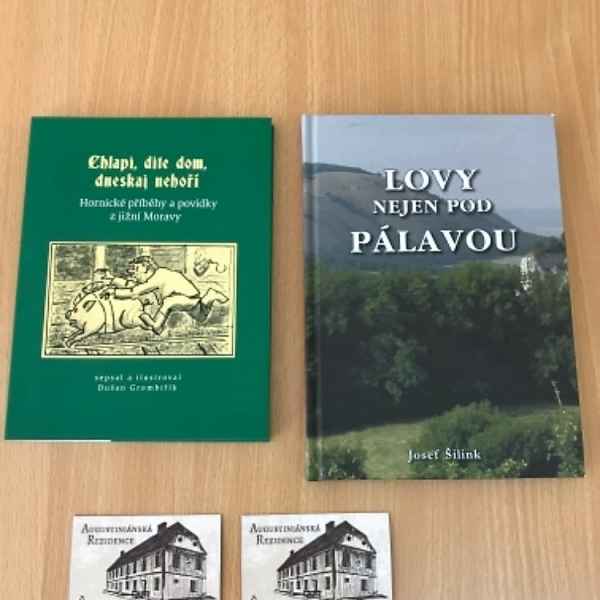 Chlapi, dite dom,
dneskaj nehoří
Hornické příběhy a povídky
z jižní Moravy
sepsal a ilustroval
Dušan Grombiřík
LOVY
NEJEN POD
PÁLAVOU
Josef Šilink
AUGUSTINIÁNSKÁ
REZIDENCE
AUGUSTINIÁNSKÁ
REZIDENCE